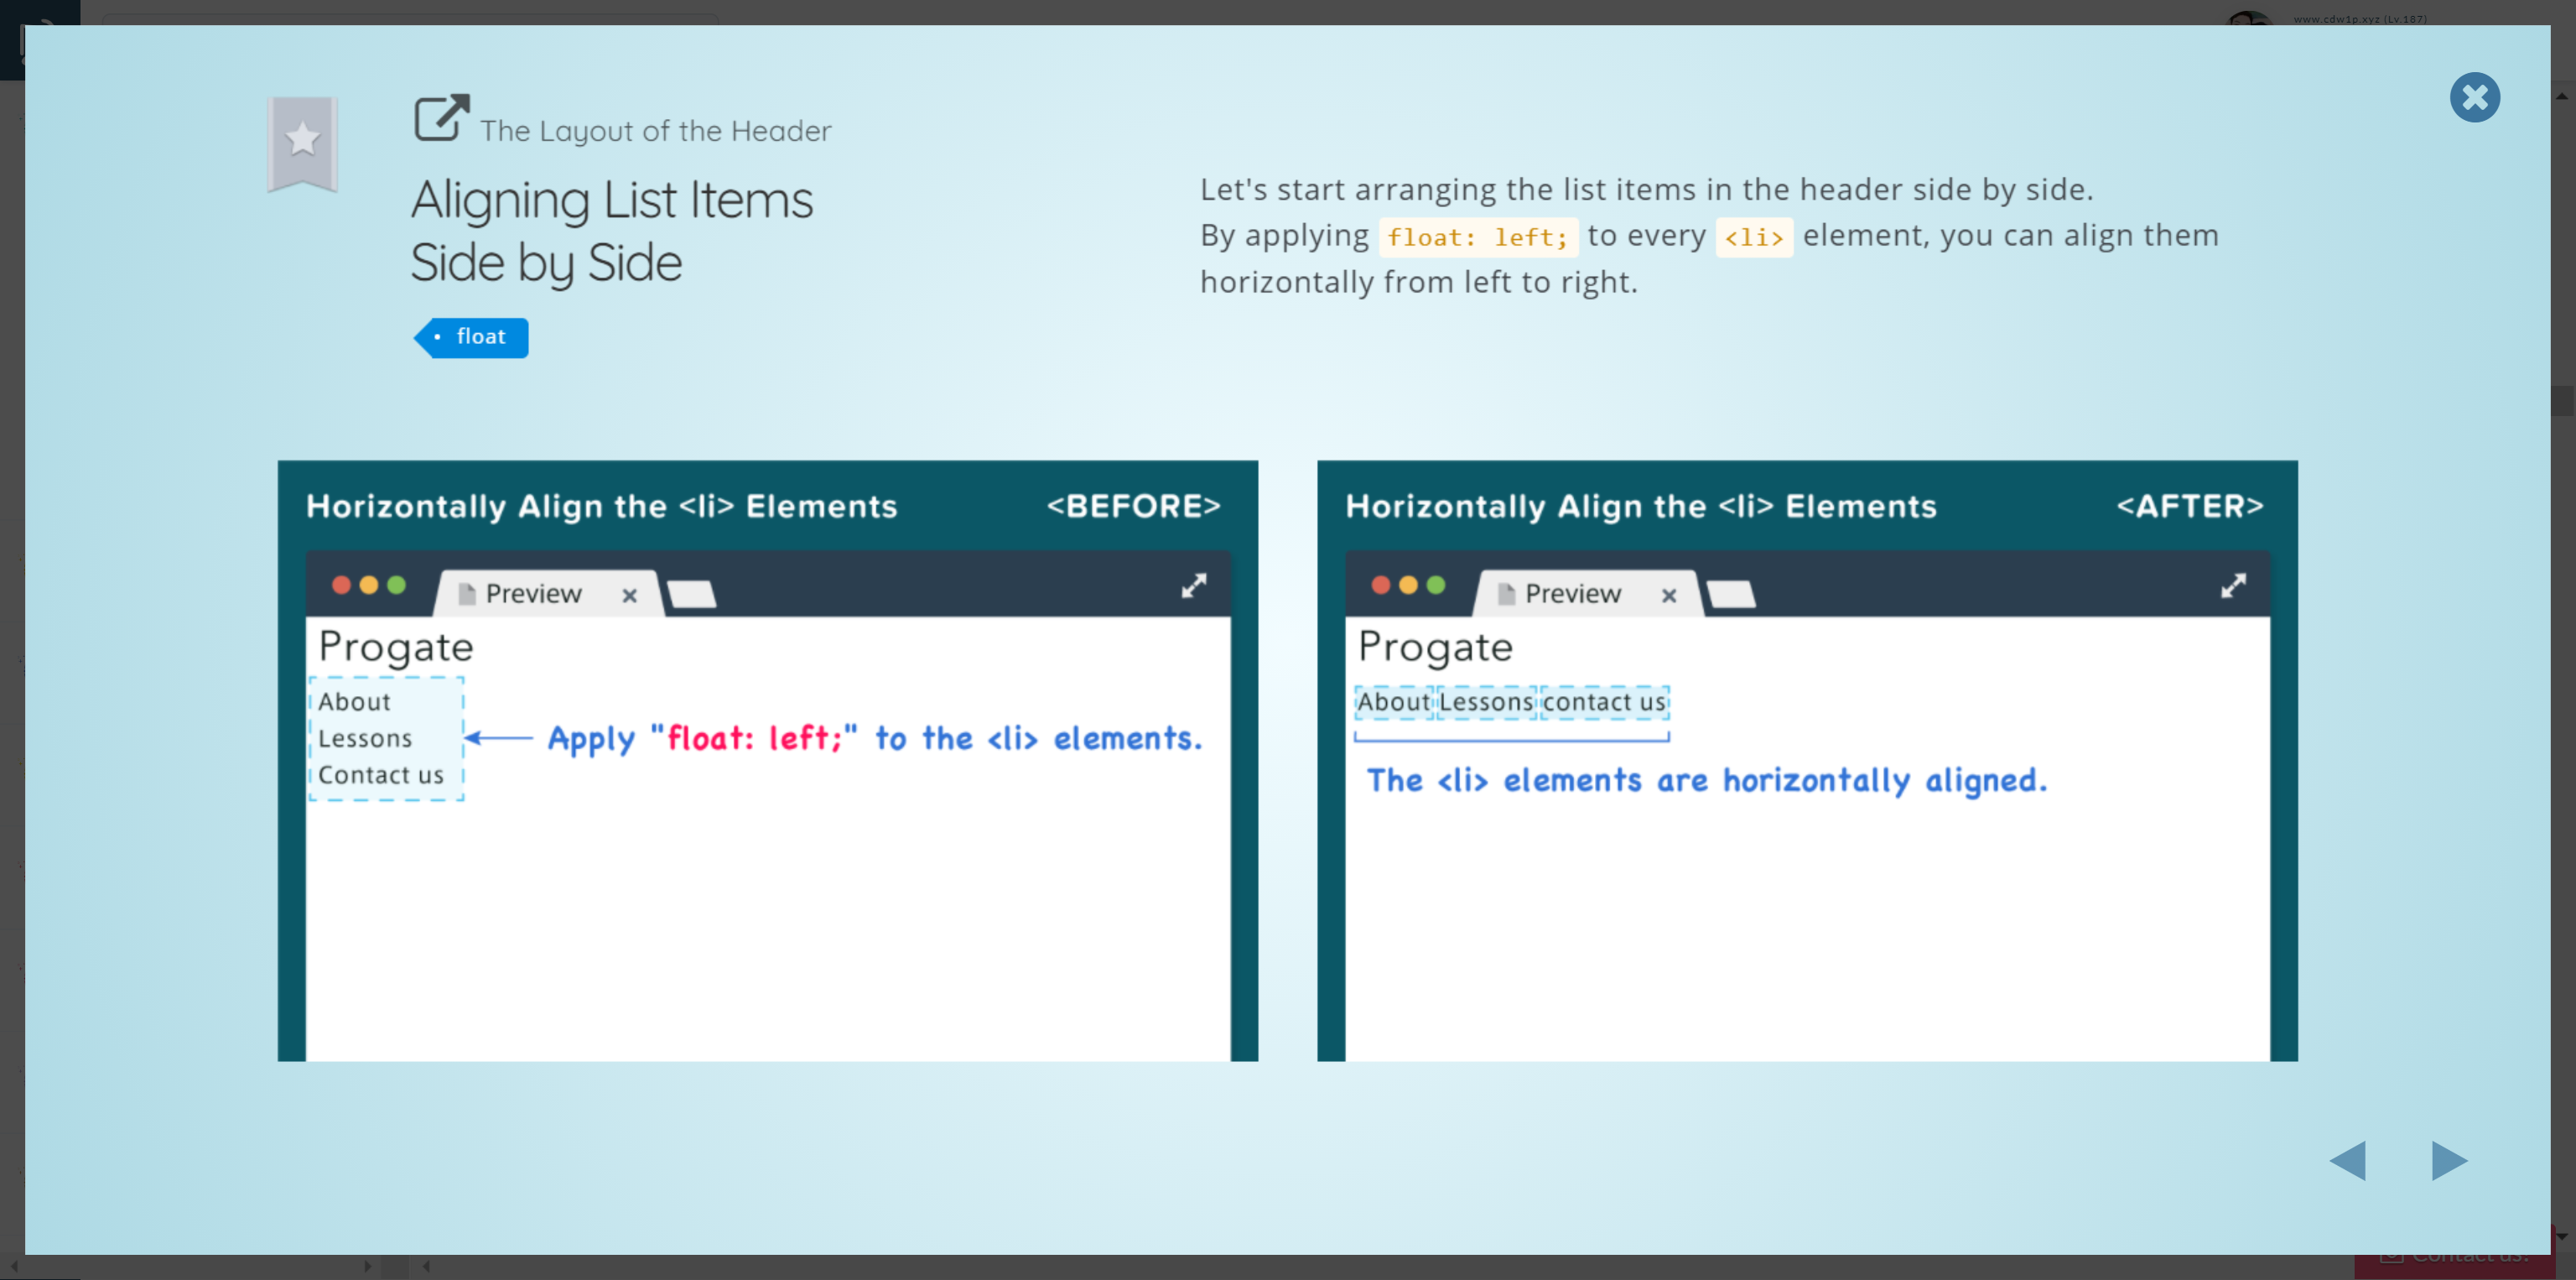 www.cdw1p.xyz (Lv.187)
The Layout of the Header
Aligning List Items
Side by Side
float
Let's start arranging the list items in the header side by side.
By applying float: left; to every <li> element, you can align them
horizontally from left to right.
Horizontally Align the <li> Elements <BEFORE>
Preview
Progate
About
Lessons
Contact us
Apply "float: left;" to the <li> elements.
Horizontally Align the <li> Elements <AFTER>
Preview
Progate
About Lessons contact us
The <li> elements are horizontally aligned.
Contact us!